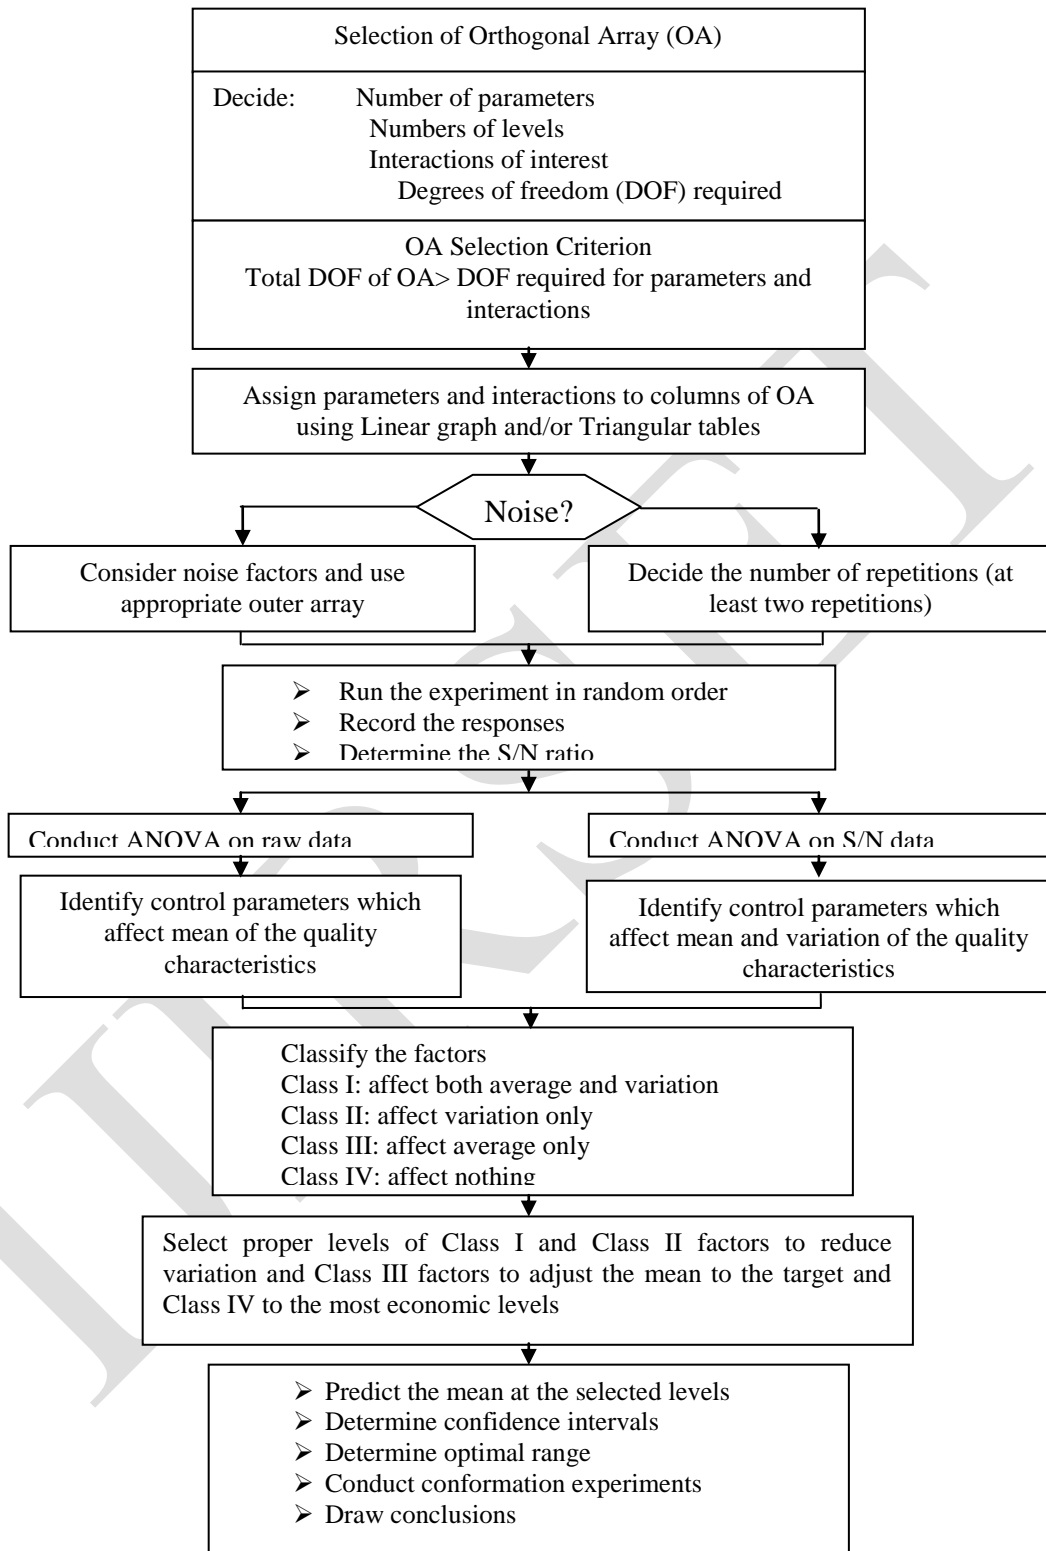 Selection of Orthogonal Array (OA)
Decide: Number of parameters
Numbers of levels
Interactions of interest
Degrees of freedom (DOF) required
OA Selection Criterion
Total DOF of OA> DOF required for parameters and
interactions
Assign parameters and interactions to columns of OA
using Linear graph and/or Triangular tables
Noise?
Consider noise factors and use
appropriate outer array
Decide the number of repetitions (at
least two repetitions)
➢ Run the experiment in random order
➢ Record the responses
➢ Determine the S/N ratio
Conduct ANOVA on raw data
Conduct ANOVA on S/N data
Identify control parameters which
affect mean of the quality
characteristics
Identify control parameters which
affect mean and variation of the quality
characteristics
Classify the factors
Class I: affect both average and variation
Class II: affect variation only
Class III: affect average only
Class IV: affect nothing
Select proper levels of Class I and Class II factors to reduce
variation and Class III factors to adjust the mean to the target and
Class IV to the most economic levels
➢ Predict the mean at the selected levels
➢ Determine confidence intervals
➢ Determine optimal range
➢ Conduct conformation experiments
➢ Draw conclusions